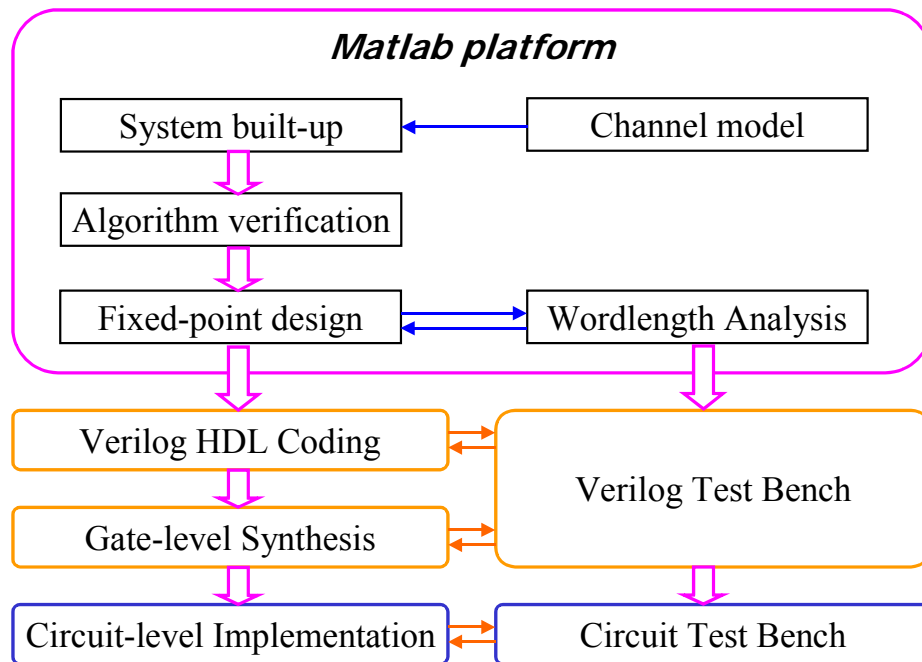 Matlab platform
System built-up
Channel model
Algorithm verification
Fixed-point design
Wordlength Analysis
Verilog HDL Coding
Verilog Test Bench
Gate-level Synthesis
Circuit-level Implementation
Circuit Test Bench